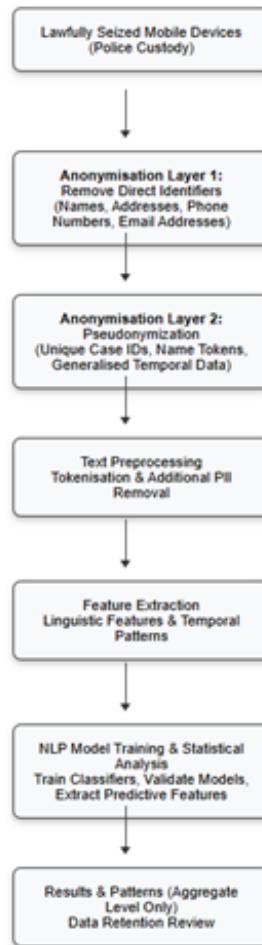 Lawfully Seized Mobile Devices
(Police Custody)
Anonymisation Layer 1:
Remove Direct Identifiers
(Names, Addresses, Phone
Numbers, Email Addresses)
Anonymisation Layer 2:
Pseudonymization
(Unique Case IDs, Name Tokens,
Generalised Temporal Data)
Text Preprocessing
Tokenisation & Additional PII
Removal
Feature Extraction
Linguistic Features & Temporal
Patterns
NLP Model Training & Statistical
Analysis
Train Classifiers, Validate Models,
Extract Predictive Features
Results & Patterns (Aggregate
Level Only)
Data Retention Review